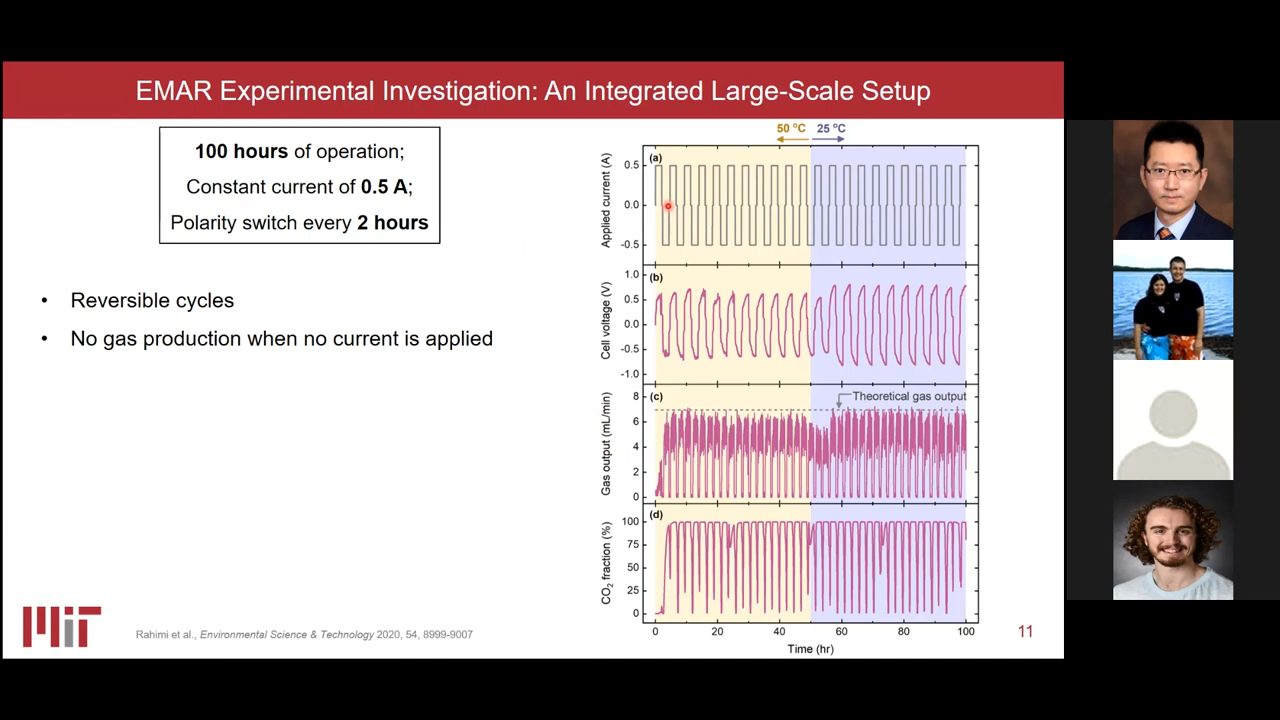 EMAR Experimental Investigation: An Integrated Large-Scale Setup
100 hours of operation;
Constant current of 0.5 A;
Polarity switch every 2 hours
• Reversible cycles
• No gas production when no current is applied
50 °C 25 °C
(a)
Applied current (A)
0.5
0.0
-0.5
(b)
Cell voltage (V)
1.0
0.5
0.0
-0.5
-1.0
(c)
Theoretical gas output
Gas output (mL/min)
8
6
4
2
0
(d)
CO₂ fraction (%)
100
75
50
25
0
0 20 40 60 80 100
Time (hr)
MIT
Rahimi et al., Environmental Science & Technology 2020, 54, 8999-9007
11